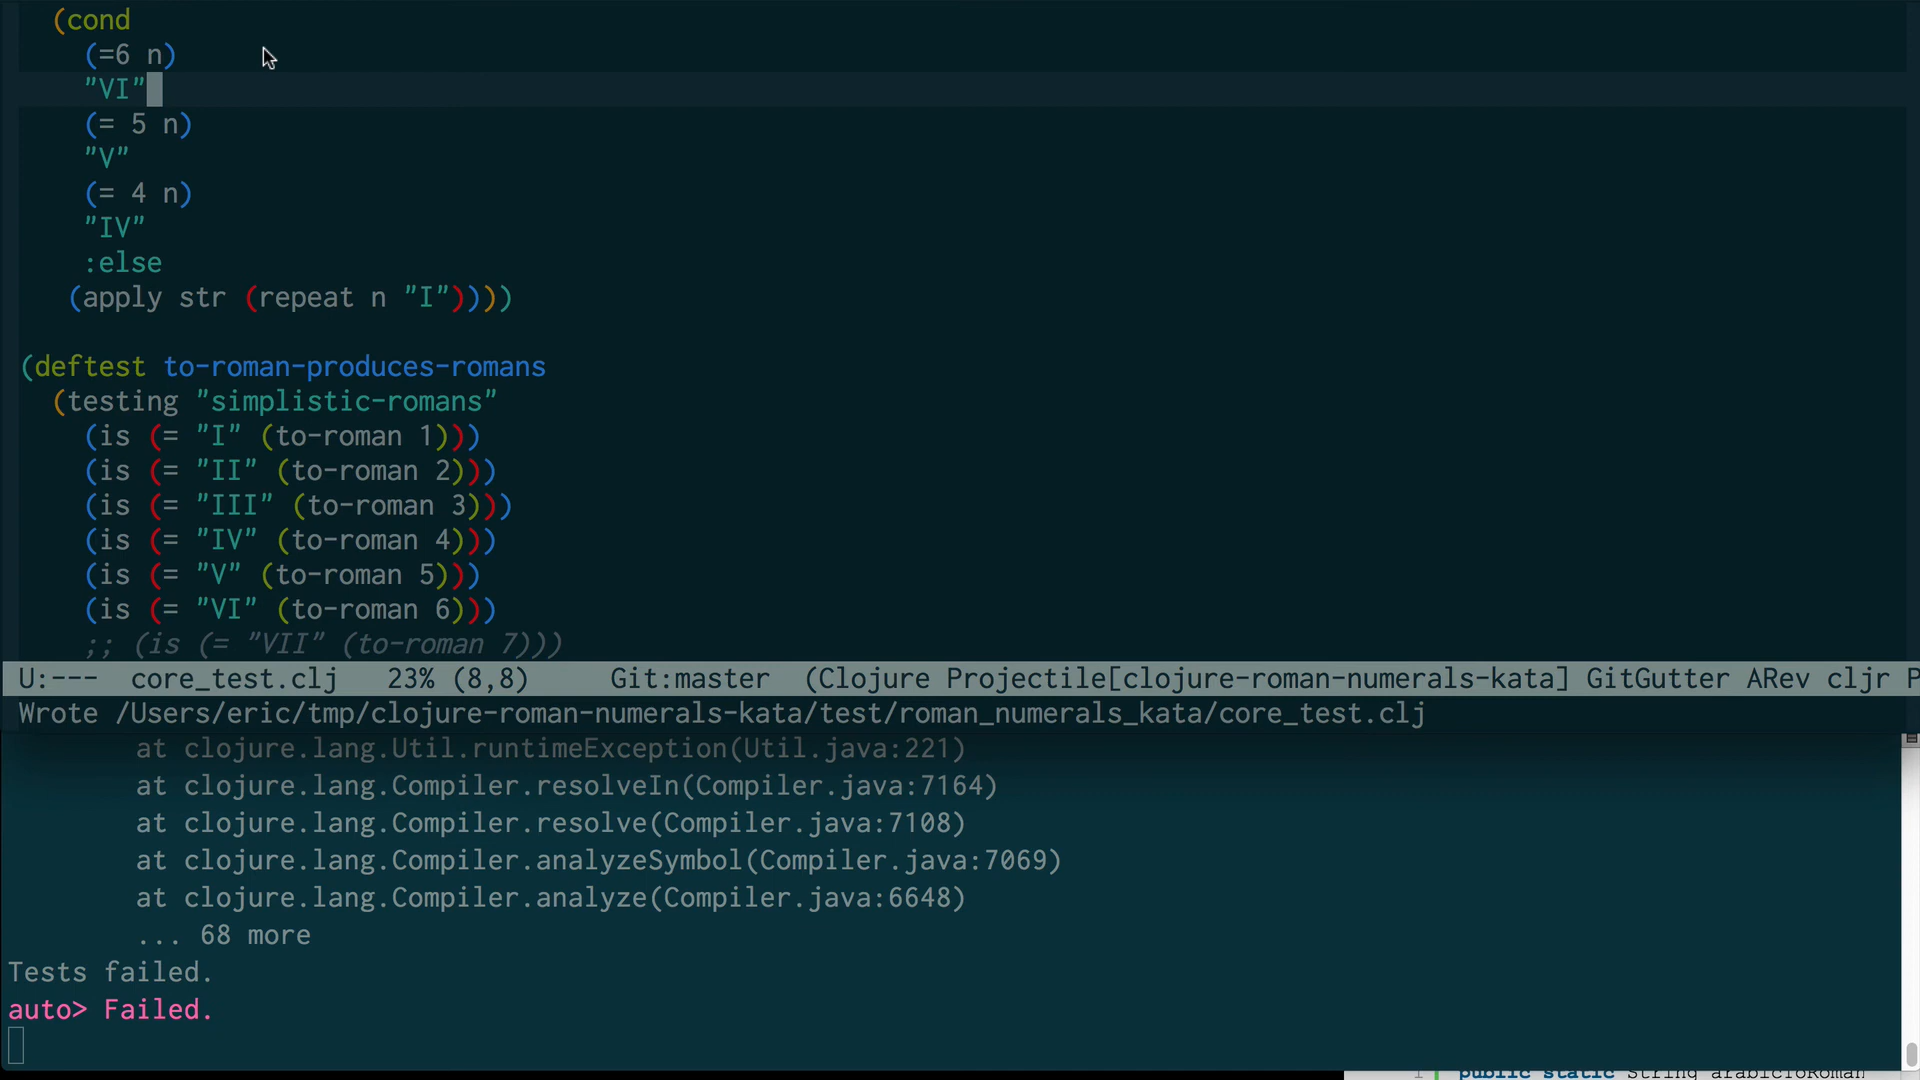 (cond
(=6 n)
"VI"
(= 5 n)
"V"
(= 4 n)
"IV"
:else
(apply str (repeat n "I"))))
(deftest to-roman-produces-romans
(testing "simplistic-romans"
(is (= "I" (to-roman 1)))
(is (= "II" (to-roman 2)))
(is (= "III" (to-roman 3)))
(is (= "IV" (to-roman 4)))
(is (= "V" (to-roman 5)))
(is (= "VI" (to-roman 6)))
;; (is (= "VII" (to-roman 7)))
U:--- core_test.clj 23% (8,8) Git:master (Clojure Projectile[clojure-roman-numerals-kata] GitGutter ARev cljr P
Wrote /Users/eric/tmp/clojure-roman-numerals-kata/test/roman_numerals_kata/core_test.clj
at clojure.lang.Util.runtimeException(Util.java:221)
at clojure.lang.Compiler.resolveIn(Compiler.java:7164)
at clojure.lang.Compiler.resolve(Compiler.java:7108)
at clojure.lang.Compiler.analyzeSymbol(Compiler.java:7069)
at clojure.lang.Compiler.analyze(Compiler.java:6648)
... 68 more
Tests failed.
auto> Failed.
1 public static String arabicToRoman